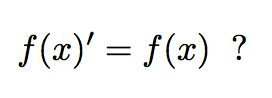 f(x)′ = f(x) ?